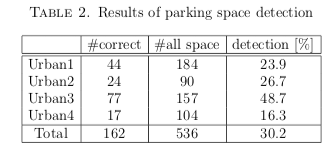 TABLE 2. Results of parking space detection
#correct #all space detection [%]
Urban1 44 184 23.9
Urban2 24 90 26.7
Urban3 77 157 48.7
Urban4 17 104 16.3
Total 162 536 30.2